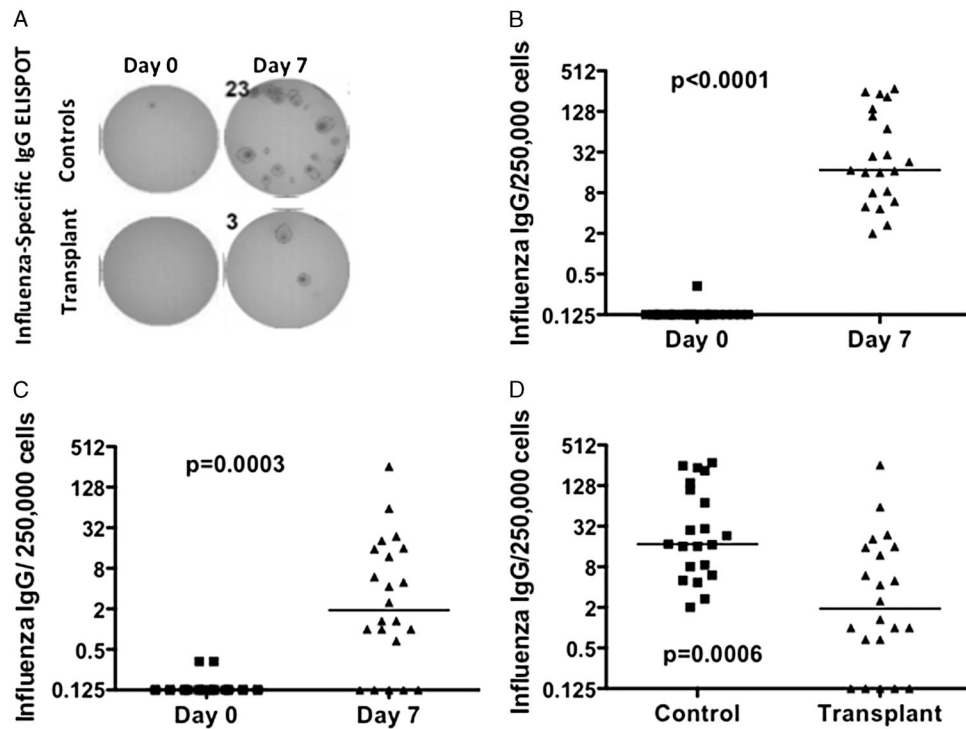 A
Influenza-Specific IgG ELISPOT
Controls
Transplant
Day 0
Day 7
23
3
B
Influenza IgG/250,000 cells
p<0.0001
512
128
32
8
2
0.5
0.125
Day 0
Day 7
C
Influenza IgG/ 250,000 cells
p=0.0003
512
128
32
8
2
0.5
0.125
Day 0
Day 7
D
Influenza IgG/250,000 cells
512
128
32
8
2
0.5
0.125
p=0.0006
Control
Transplant